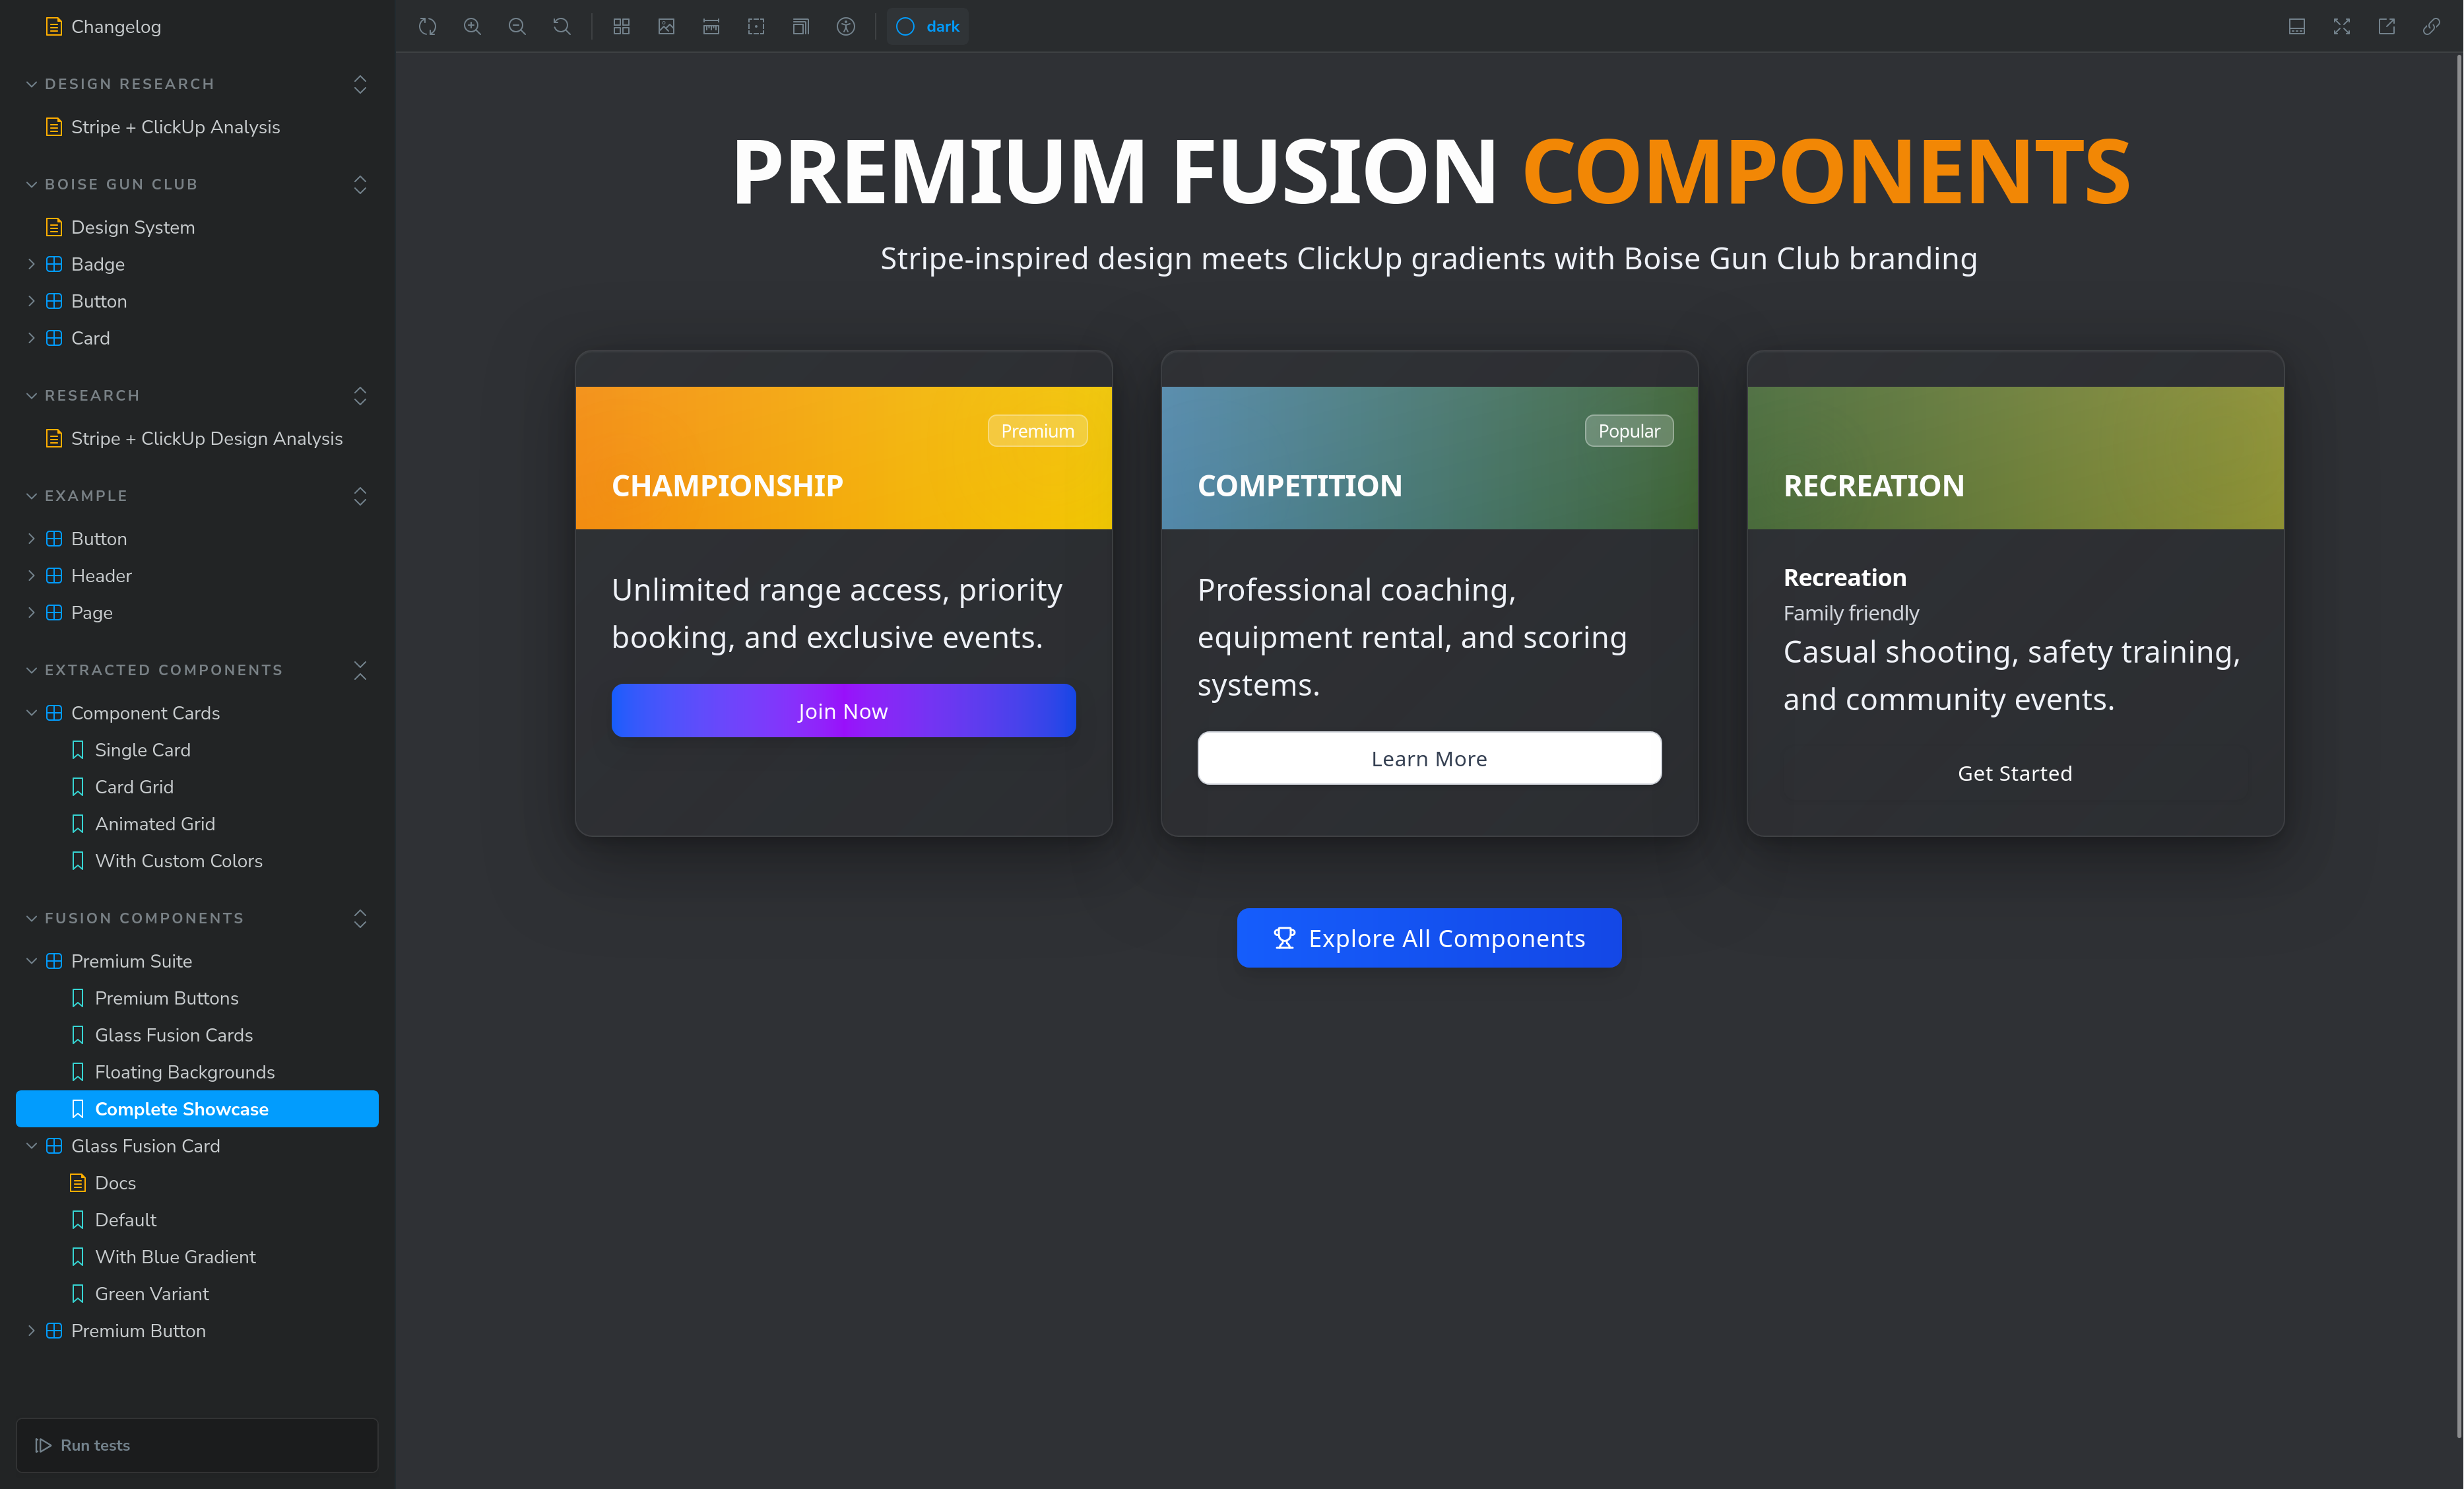 Changelog
DESIGN RESEARCH
Stripe + ClickUp Analysis
BOISE GUN CLUB
Design System
Badge
Button
Card
RESEARCH
Stripe + ClickUp Design Analysis
EXAMPLE
Button
Header
Page
EXTRACTED COMPONENTS
Component Cards
Single Card
Card Grid
Animated Grid
With Custom Colors
FUSION COMPONENTS
Premium Suite
Premium Buttons
Glass Fusion Cards
Floating Backgrounds
Complete Showcase
Glass Fusion Card
Docs
Default
With Blue Gradient
Green Variant
Premium Button
Run tests
dark
PREMIUM FUSION COMPONENTS
Stripe-inspired design meets ClickUp gradients with Boise Gun Club branding
Premium
CHAMPIONSHIP
Unlimited range access, priority
booking, and exclusive events.
Join Now
Popular
COMPETITION
Professional coaching,
equipment rental, and scoring
systems.
Learn More
RECREATION
Recreation
Family friendly
Casual shooting, safety training,
and community events.
Get Started
Explore All Components